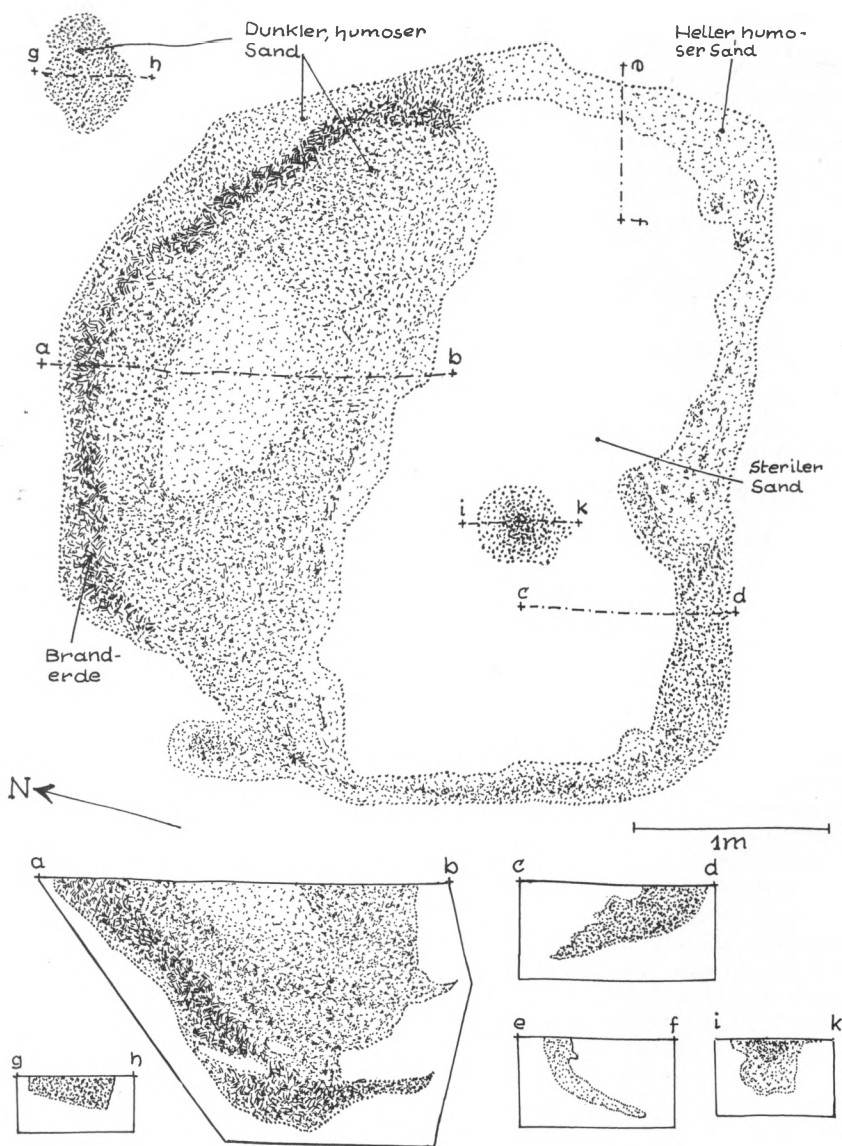 Dunkler, humoser
Sand
Heller humo-
ser Sand
g
h
e
f
a
b
Steriler
Sand
i
k
c
d
Brand-
erde
N
1m
a
b
c
d
e
f
i
k
g
h